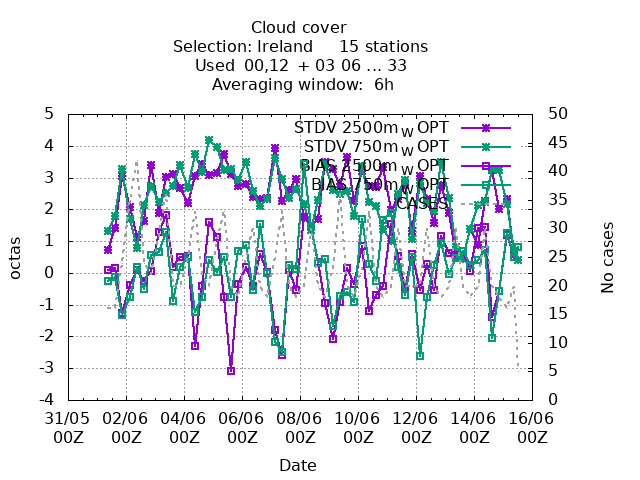 Cloud cover
Selection: Ireland 15 stations
Used 00,12 + 03 06 ... 33
Averaging window: 6h
5 50
STDV 2500m_W OPT
4 45
STDV 750m_W OPT
3 40
BIAS 2500m_W OPT
BIAS 750m_W OPT
2 35
CASES
1 30
0 25
-1 20
-2 15
-3 10
5
-4 0
octas
No cases
31/05 02/06 04/06 06/06 08/06 10/06 12/06 14/06 16/06
00Z 00Z 00Z 00Z 00Z 00Z 00Z 00Z 00Z
Date